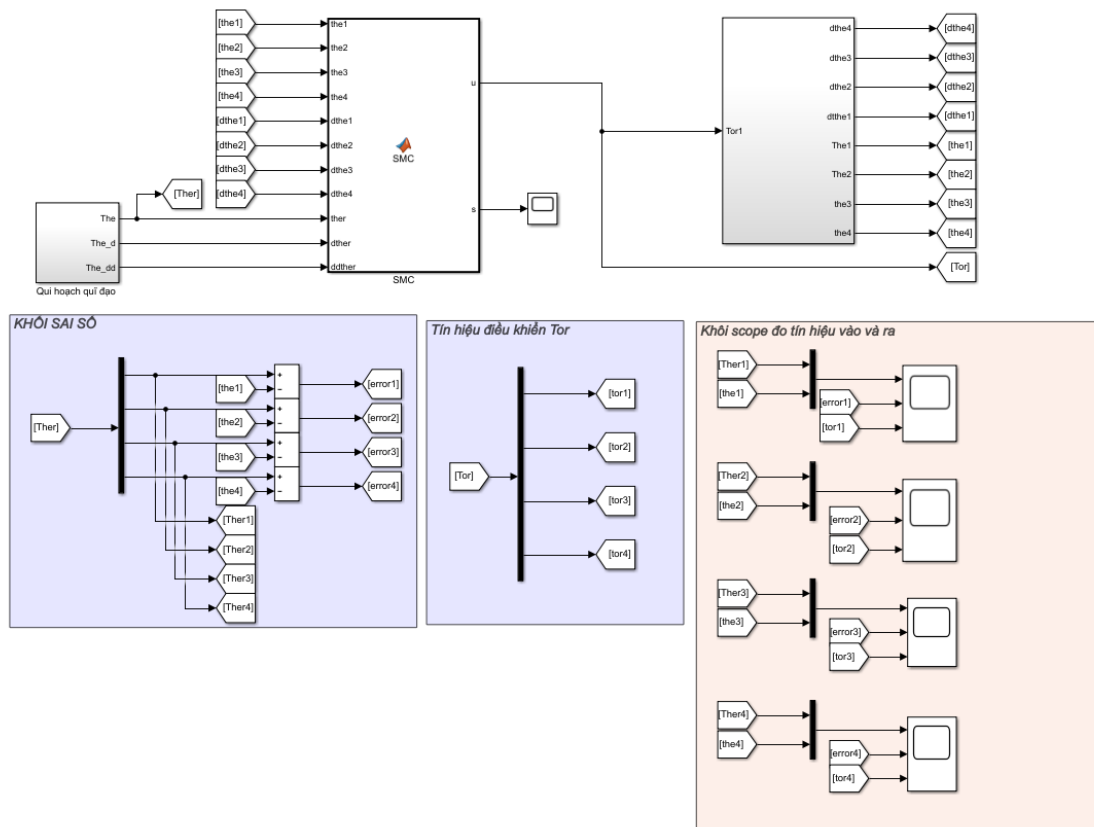 [the1]
[the2]
[the3]
[the4]
[dthe1]
[dthe2]
[dthe3]
[dthe4]
[Ther]
The
The_d
The_dd
Qui hoạch quĩ đạo
the1
the2
the3
the4
dthe1
dthe2
dthe3
dthe4
ther
dther
ddther
SMC
u
s
SMC
Tor1
dthe4
dthe3
dthe2
dtthe1
The1
The2
the3
the4
[dthe4]
[dthe3]
[dthe2]
[dthe1]
[the1]
[the2]
[the3]
[the4]
[Tor]
KHỐI SAI SỐ
[Ther]
[the1]
[the2]
[the3]
[the4]
+
−
+
−
+
−
+
−
[error1]
[error2]
[error3]
[error4]
[Ther1]
[Ther2]
[Ther3]
[Ther4]
Tín hiệu điều khiển Tor
[Tor]
[tor1]
[tor2]
[tor3]
[tor4]
Khối scope đo tín hiệu vào và ra
[Ther1]
[the1]
[error1]
[tor1]
[Ther2]
[the2]
[error2]
[tor2]
[Ther3]
[the3]
[error3]
[tor3]
[Ther4]
[the4]
[error4]
[tor4]